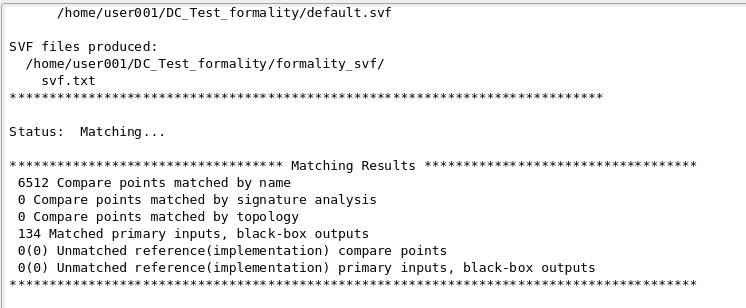 /home/user001/DC_Test_formality/default.svf
SVF files produced:
/home/user001/DC_Test_formality/formality_svf/
svf.txt
***************************************************************************
Status:  Matching...
********************************** Matching Results ***********************************
6512 Compare points matched by name
0 Compare points matched by signature analysis
0 Compare points matched by topology
134 Matched primary inputs, black-box outputs
0(0) Unmatched reference(implementation) compare points
0(0) Unmatched reference(implementation) primary inputs, black-box outputs
***************************************************************************************